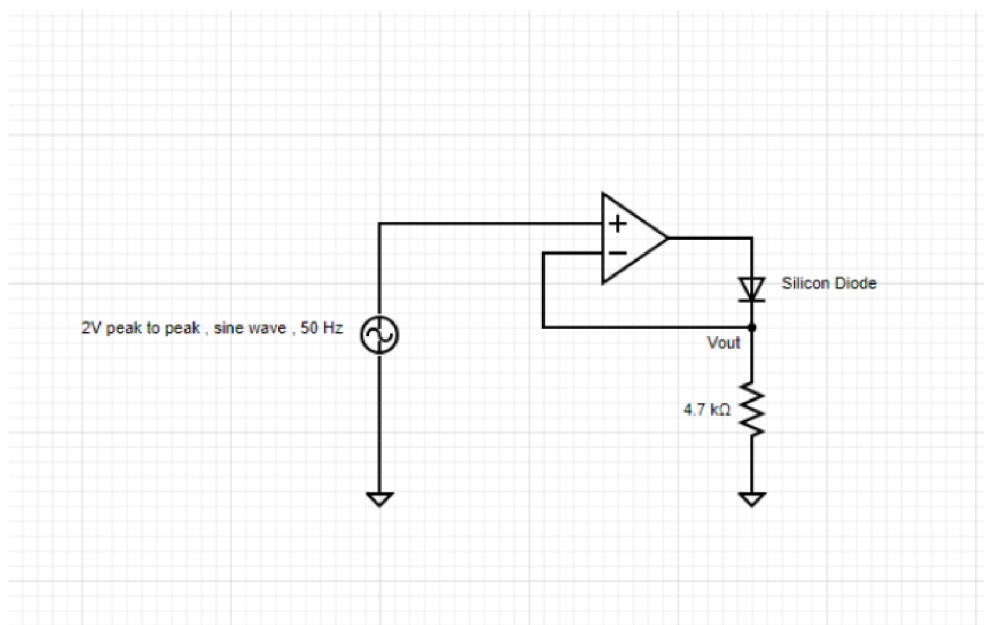 +
−
Silicon Diode
2V peak to peak , sine wave , 50 Hz
Vout
4.7 kΩ